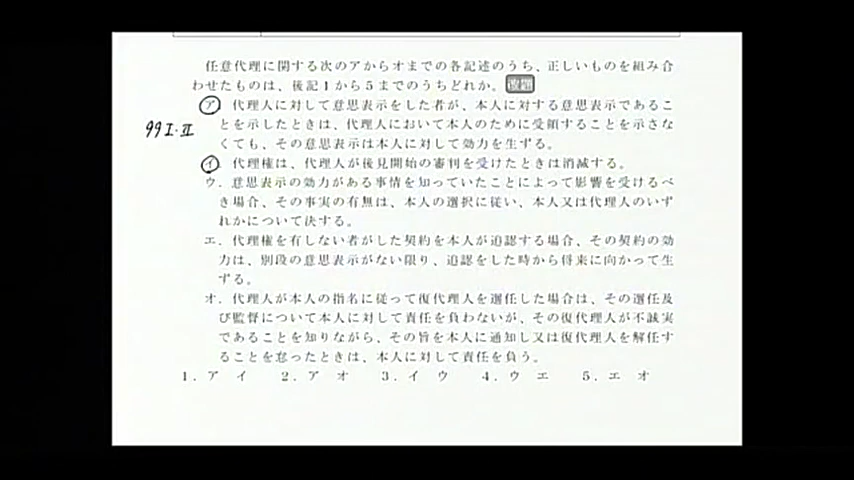 任意代理に関する次のアからオまでの各記述のうち、正しいものを組み合
わせたものは、後記1から5までのうちどれか。改題
ア．代理人に対して意思表示をした者が、本人に対する意思表示であるこ
99Ⅰ・Ⅱ
とを示したときは、代理人において本人のために受領することを示さな
くても、その意思表示は本人に対して効力を生ずる。
イ．代理権は、代理人が後見開始の審判を受けたときは消滅する。
ウ．意思表示の効力がある事情を知っていたことによって影響を受けるべ
き場合、その事実の有無は、本人の選択に従い、本人又は代理人のいず
れかについて決する。
エ．代理権を有しない者がした契約を本人が追認する場合、その契約の効
力は、別段の意思表示がない限り、追認をした時から将来に向かって生
ずる。
オ．代理人が本人の指名に従って復代理人を選任した場合は、その選任及
び監督について本人に対して責任を負わないが、その復代理人が不誠実
であることを知りながら、その旨を本人に通知し又は復代理人を解任す
ることを怠ったときは、本人に対して責任を負う。
1．ア イ 2．ア オ 3．イ ウ 4．ウ エ 5．エ オ